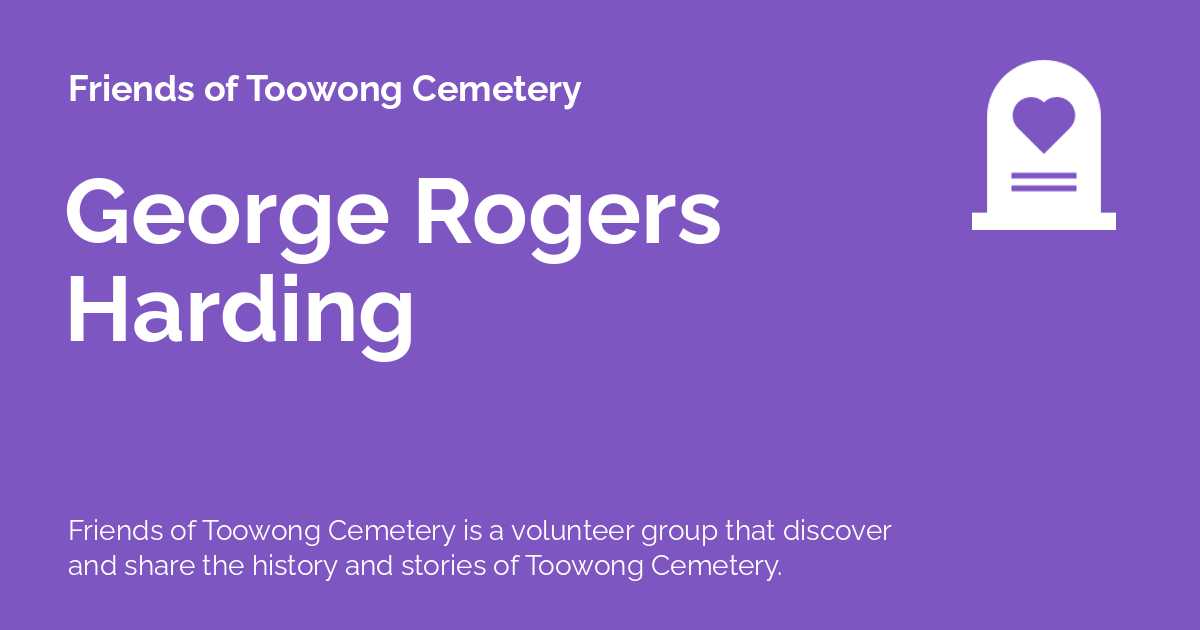 Friends of Toowong Cemetery
George Rogers
Harding
Friends of Toowong Cemetery is a volunteer group that discover
and share the history and stories of Toowong Cemetery.